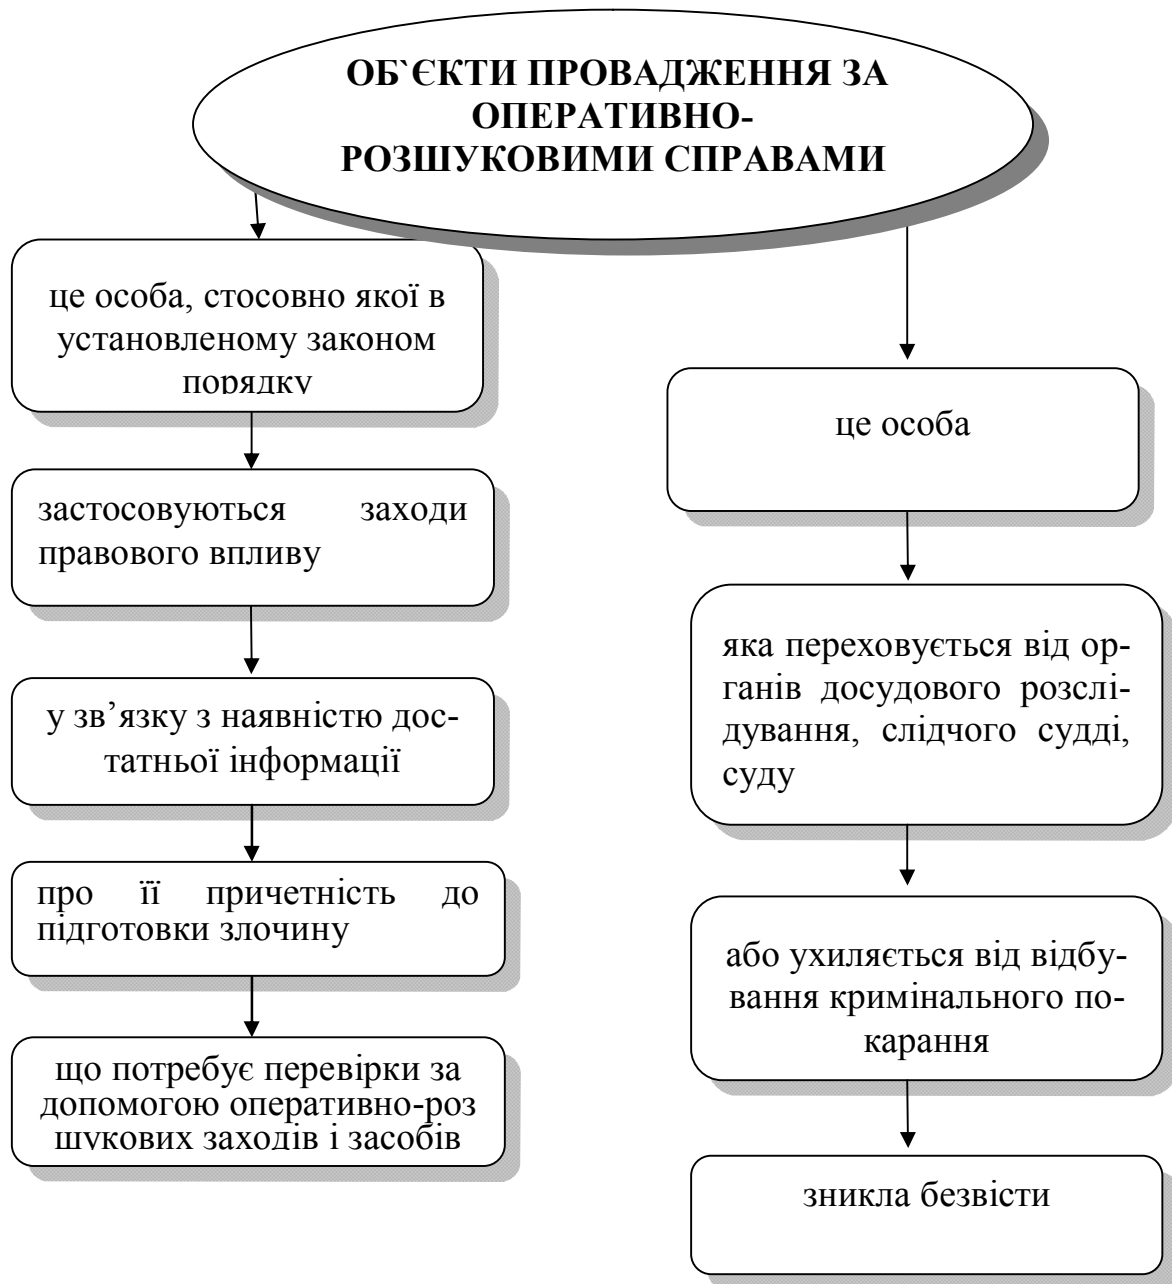 ОБ`ЄКТИ ПРОВАДЖЕННЯ ЗА
ОПЕРАТИВНО-
РОЗШУКОВИМИ СПРАВАМИ
це особа, стосовно якої в
установленому законом
порядку
застосовуються заходи
правового впливу
у зв’язку з наявністю дос-
татньої інформації
про її причетність до
підготовки злочину
що потребує перевірки за
допомогою оперативно-роз
шукових заходів і засобів
це особа
яка переховується від ор-
ганів досудового розслі-
дування, слідчого судді,
суду
або ухиляється від відбу-
вання кримінального по-
карання
зникла безвісти